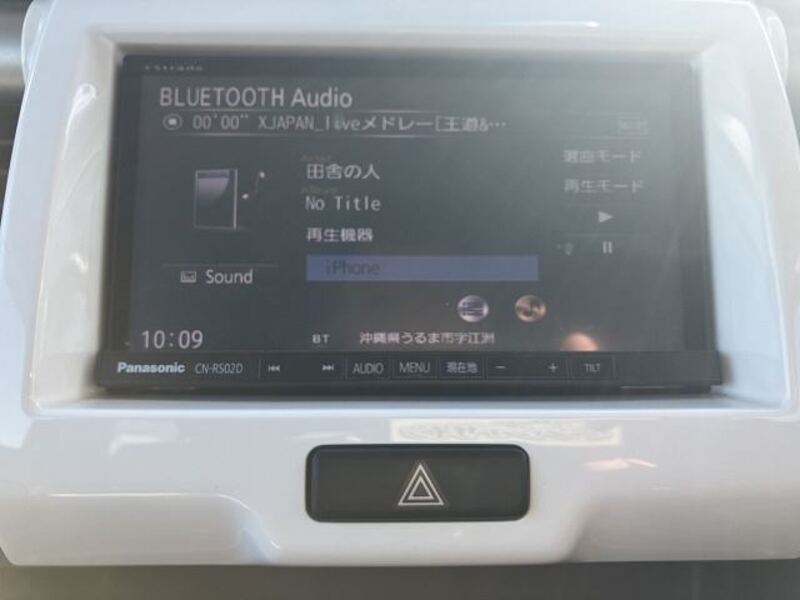 Strada
BLUETOOTH Audio
00'00" XJAPAN_liveメドレー[王道&…
田舎の人
No Title
再生機器
iPhone
Sound
選曲モード
再生モード
10:09 BT 沖縄県うるま市字江洲
Panasonic CN-RS02D AUDIO MENU 現在地 − + TILT